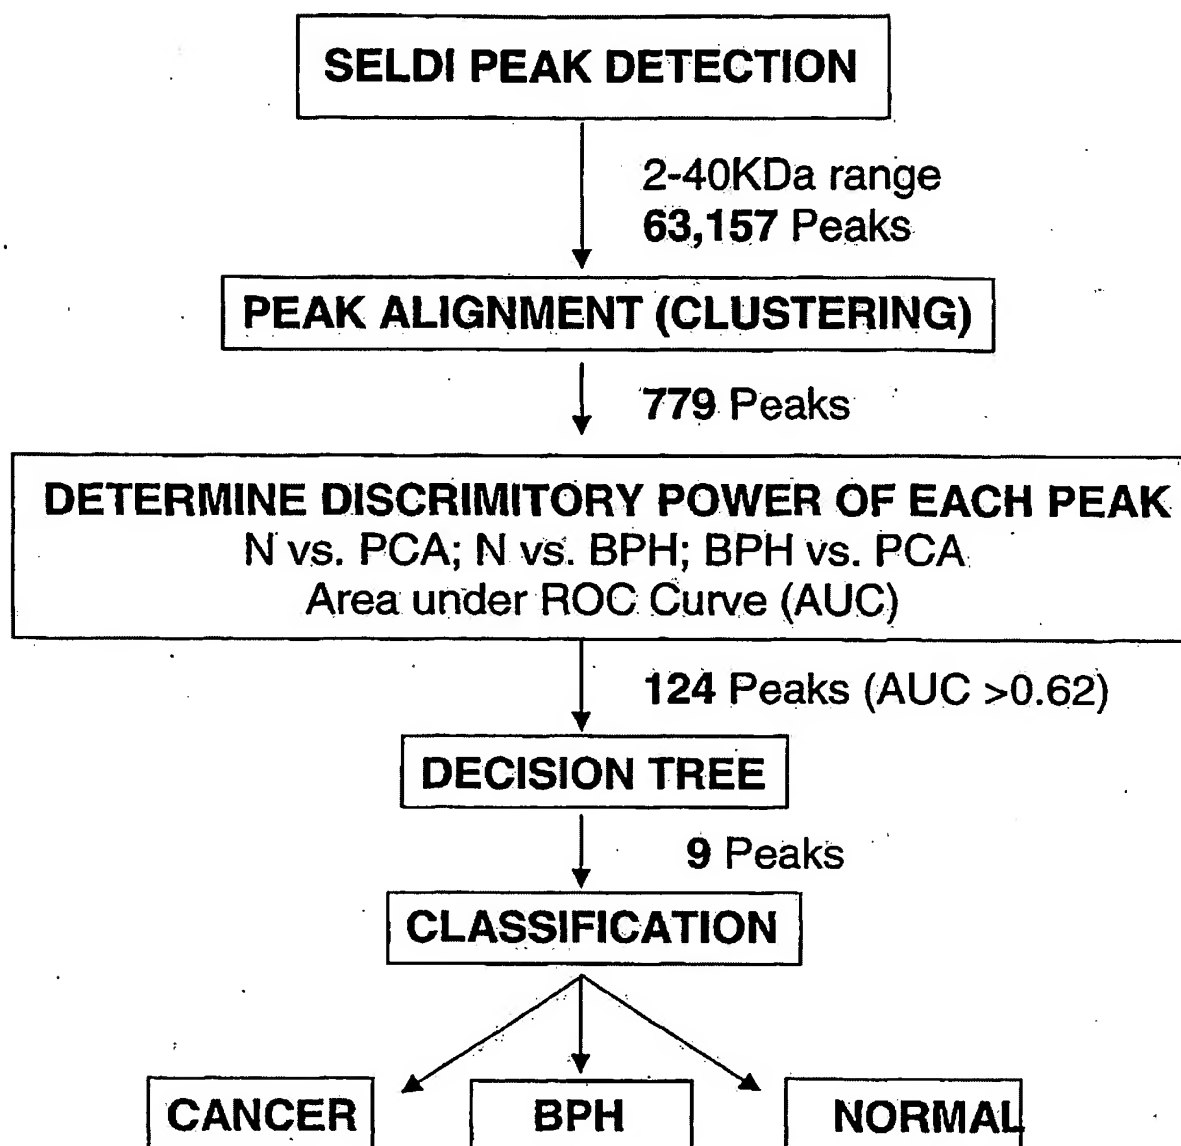 SELDI PEAK DETECTION
2-40KDa range
63,157 Peaks
PEAK ALIGNMENT (CLUSTERING)
779 Peaks
DETERMINE DISCRIMITORY POWER OF EACH PEAK
N vs. PCA; N vs. BPH; BPH vs. PCA
Area under ROC Curve (AUC)
124 Peaks (AUC >0.62)
DECISION TREE
9 Peaks
CLASSIFICATION
CANCER BPH NORMAL